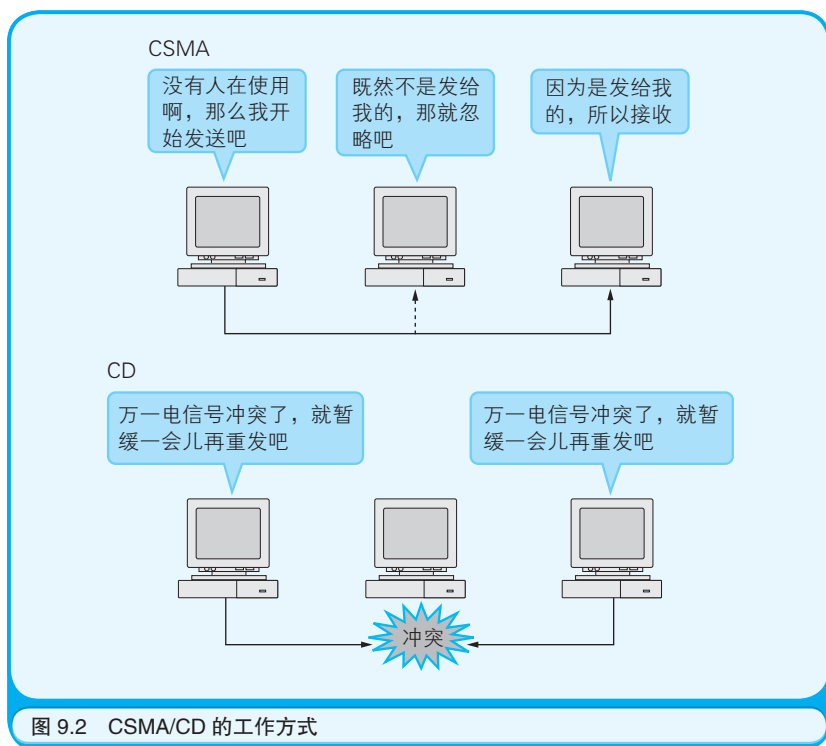 CSMA
没有人在使用
啊，那么我开
始发送吧
既然不是发给
我的，那就忽
略吧
因为是发给我
的，所以接收
CD
万一电信号冲突了，就暂
缓一会儿再重发吧
万一电信号冲突了，就暂
缓一会儿再重发吧
冲突
图 9.2 CSMA/CD 的工作方式